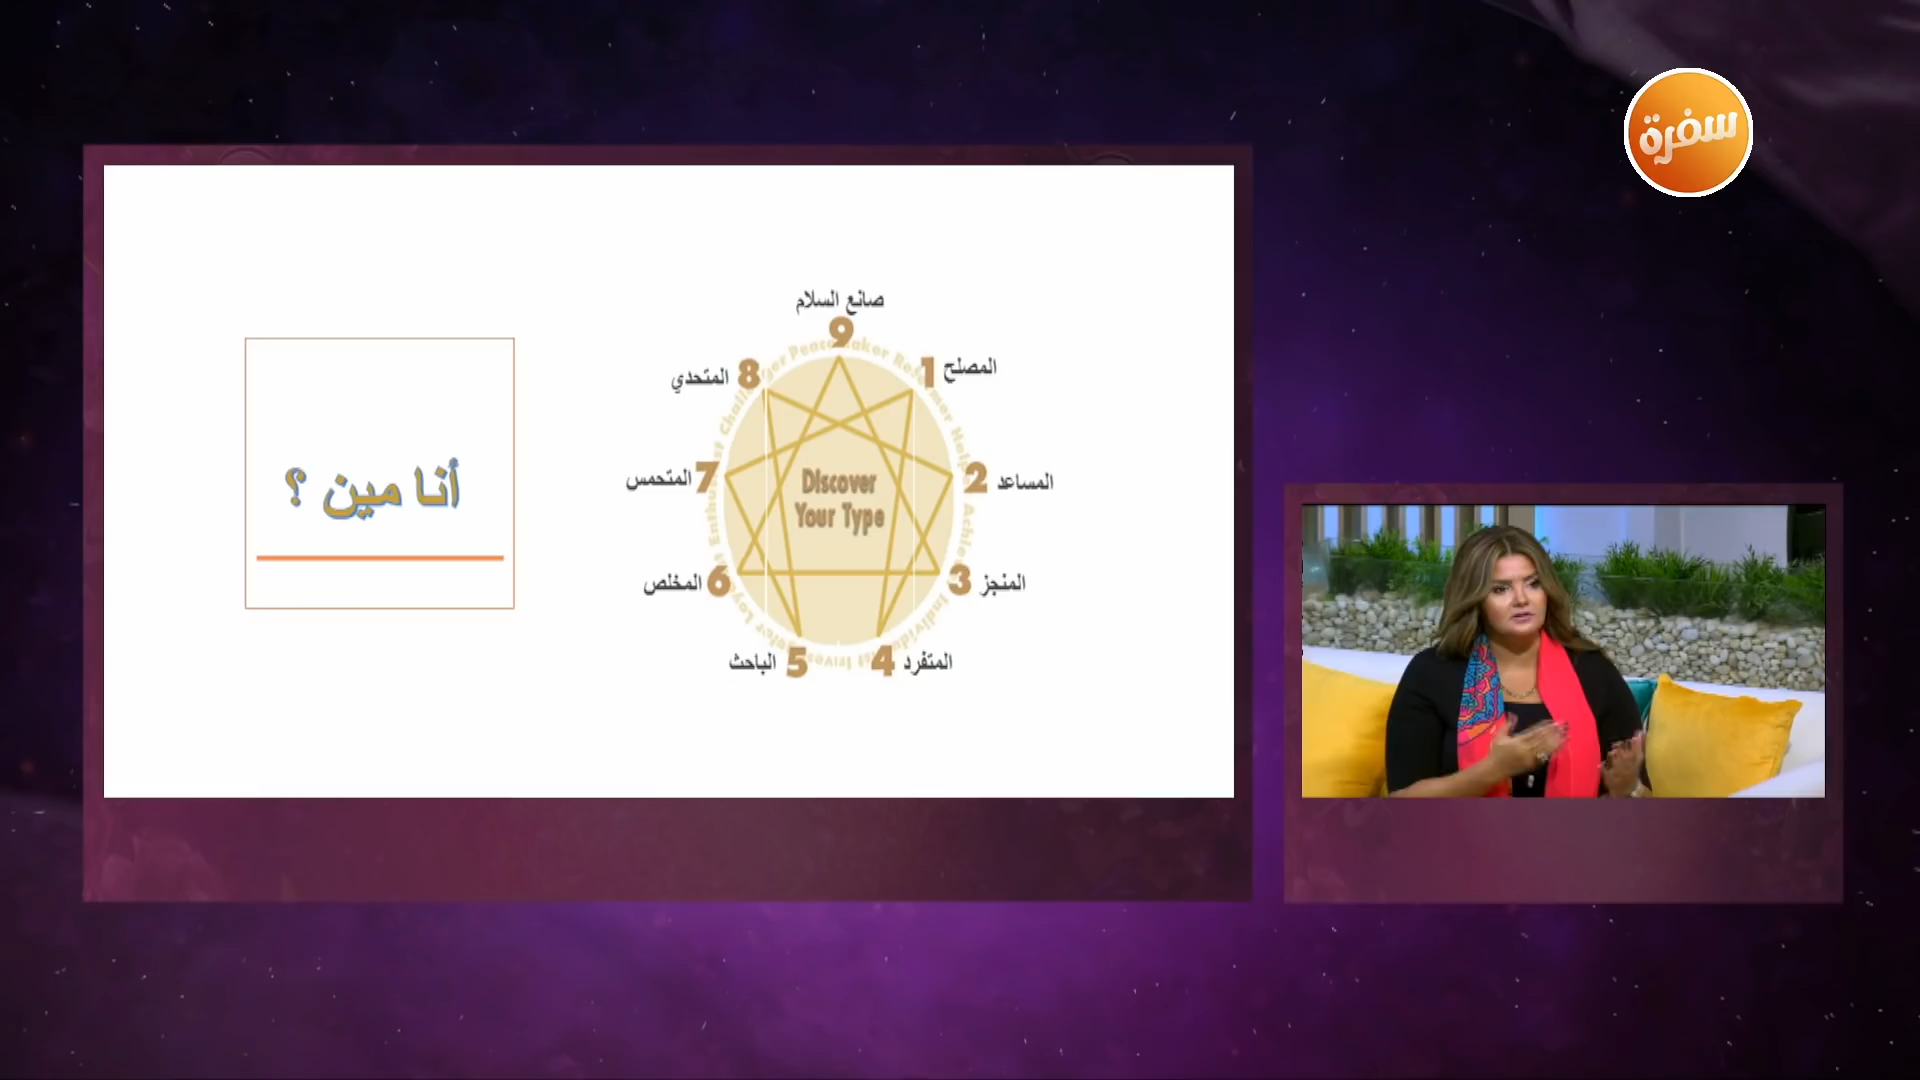 سفرة
صانع السلام
9
8 المتحدي
1 المصلح
7 المتحمس
2 المساعد
Discover
Your Type
أنا مين ؟
6 المخلص
3 المنجز
5 الباحث
4 المتفرد
Peacemaker